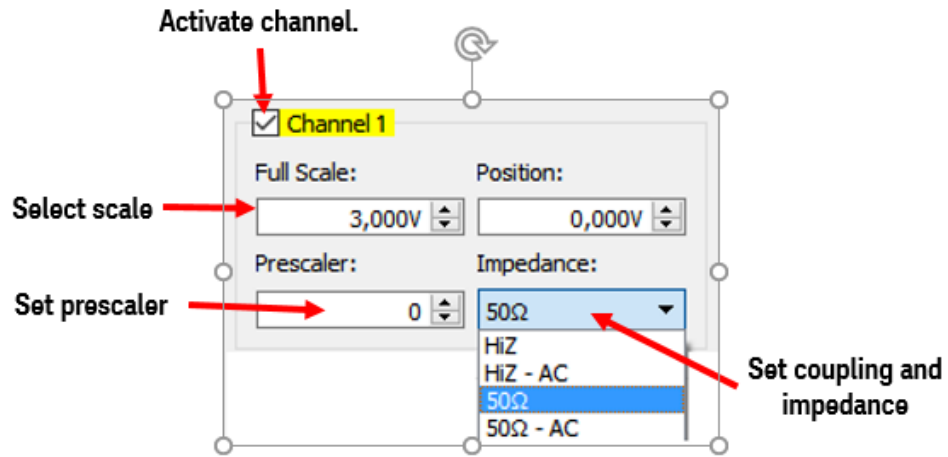 Activate channel.
Channel 1
Full Scale:
Position:
Select scale
3,000V
0,000V
Prescaler:
Impedance:
Set prescaler
0
50Ω
HiZ
HiZ - AC
50Ω
50Ω - AC
Set coupling and
impedance